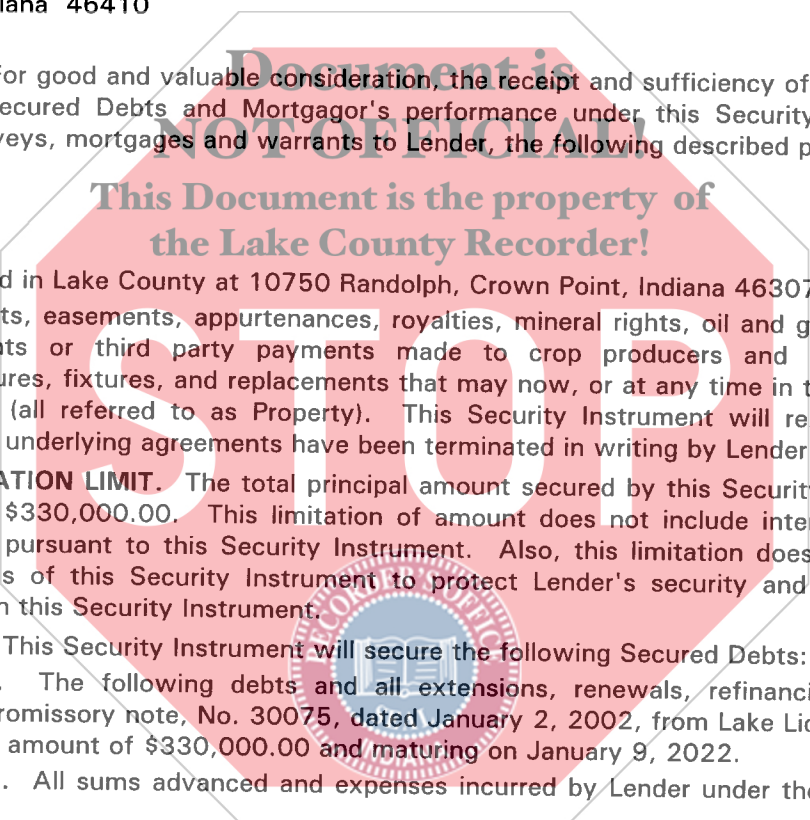 46410
for good and valuable consideration, the receipt and sufficiency of
Secured Debts and Mortgagor's performance under this Security
veys, mortgages and warrants to Lender, the following described p
Document is
NOT OFFICIAL!
This Document is the property of
the Lake County Recorder!
d in Lake County at 10750 Randolph, Crown Point, Indiana 46307
ts, easements, appurtenances, royalties, mineral rights, oil and g
nts or third party payments made to crop producers and
ures, fixtures, and replacements that may now, or at any time in t
(all referred to as Property). This Security Instrument will re
underlying agreements have been terminated in writing by Lender
STOP
ATION LIMIT. The total principal amount secured by this Security
$330,000.00. This limitation of amount does not include inte
pursuant to this Security Instrument. Also, this limitation does
s of this Security Instrument to protect Lender's security and
n this Security Instrument.
RECORDER'S OFFICE
This Security Instrument will secure the following Secured Debts:
. The following debts and all extensions, renewals, refinanci
romissory note, No. 30075, dated January 2, 2002, from Lake Lic
amount of $330,000.00 and maturing on January 9, 2022.
. All sums advanced and expenses incurred by Lender under the